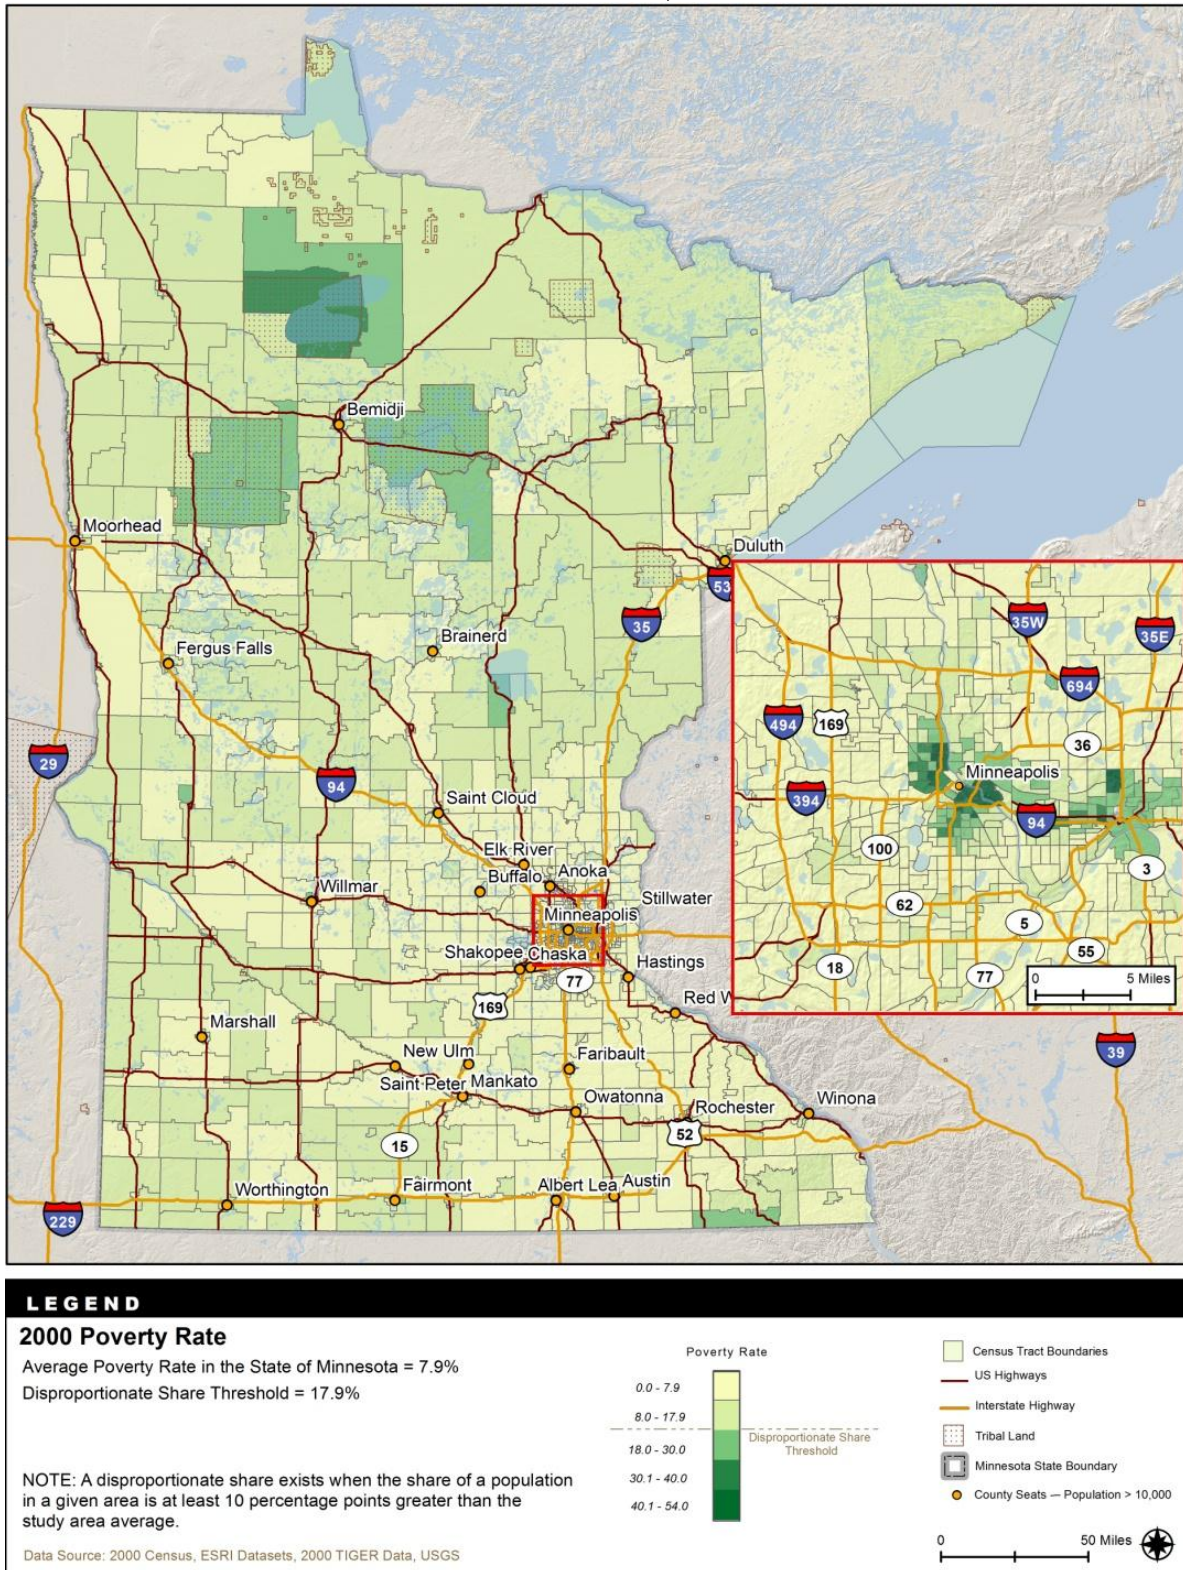 Bemidji
Moorhead
Duluth
53
35
Brainerd
Fergus Falls
35W
35E
694
494
169
36
29
94
Minneapolis
Saint Cloud
394
94
Elk River
100
3
Buffalo
Anoka
Willmar
Stillwater
62
Minneapolis
5
55
Shakopee
Chaska
Hastings
18
77
0 5 Miles
77
169
Red W
Marshall
39
New Ulm
Faribault
Saint Peter
Mankato
Owatonna
Rochester
Winona
52
15
Worthington
Fairmont
Albert Lea
Austin
229
LEGEND
2000 Poverty Rate
Average Poverty Rate in the State of Minnesota = 7.9%
Disproportionate Share Threshold = 17.9%
NOTE: A disproportionate share exists when the share of a population
in a given area is at least 10 percentage points greater than the
study area average.
Data Source: 2000 Census, ESRI Datasets, 2000 TIGER Data, USGS
Poverty Rate
0.0 - 7.9
8.0 - 17.9
Disproportionate Share
Threshold
18.0 - 30.0
30.1 - 40.0
40.1 - 54.0
Census Tract Boundaries
US Highways
Interstate Highway
Tribal Land
Minnesota State Boundary
County Seats — Population > 10,000
0 50 Miles